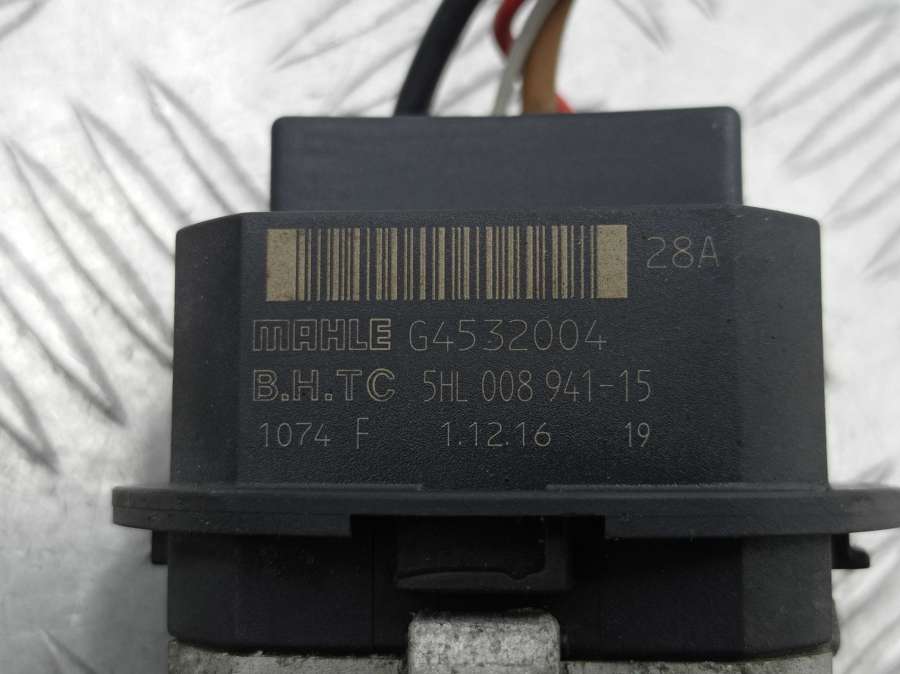 28A
MAHLE G4532004
B.H.TC 5HL 008 941-15
1074 F 1.12.16 19